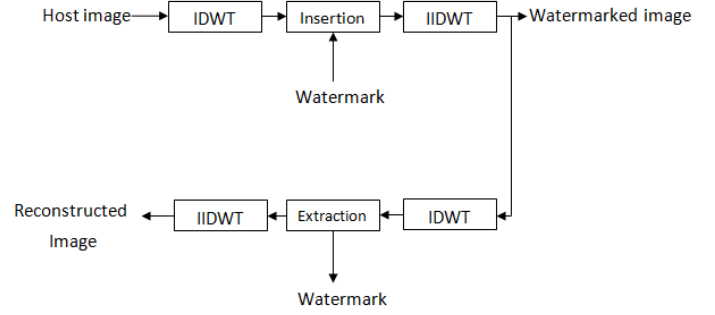 Host image
IDWT
Insertion
IIDWT
Watermarked image
Watermark
Reconstructed
Image
IIDWT
Extraction
IDWT
Watermark